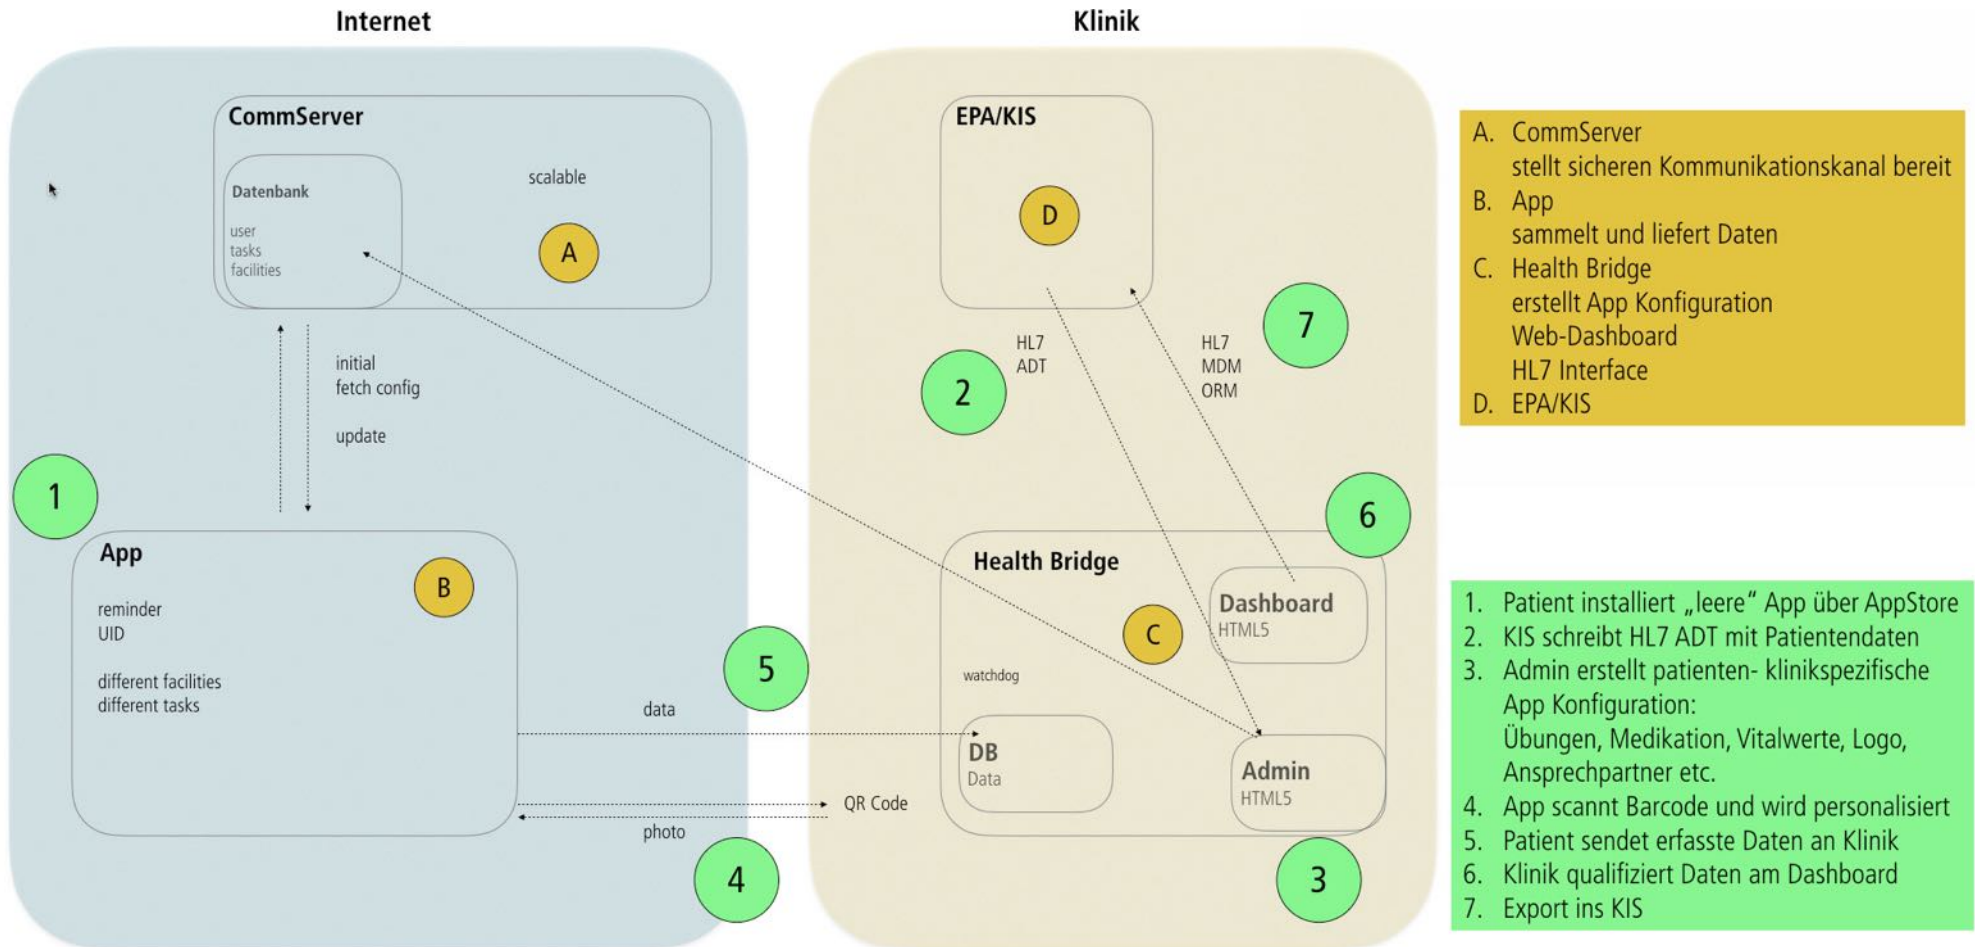 Internet
Klinik
CommServer
Datenbank
user
tasks
facilities
scalable
A
initial
fetch config
update
1
App
B
reminder
UID
different facilities
different tasks
data
5
photo
4
QR Code
EPA/KIS
D
HL7
ADT
2
HL7
MDM
ORM
7
6
Health Bridge
C
Dashboard
HTML5
watchdog
DB
Data
Admin
HTML5
3
A. CommServer
stellt sicheren Kommunikationskanal bereit
B. App
sammelt und liefert Daten
C. Health Bridge
erstellt App Konfiguration
Web-Dashboard
HL7 Interface
D. EPA/KIS
1. Patient installiert „leere“ App über AppStore
2. KIS schreibt HL7 ADT mit Patientendaten
3. Admin erstellt patienten- klinikspezifische
App Konfiguration:
Übungen, Medikation, Vitalwerte, Logo,
Ansprechpartner etc.
4. App scannt Barcode und wird personalisiert
5. Patient sendet erfasste Daten an Klinik
6. Klinik qualifiziert Daten am Dashboard
7. Export ins KIS